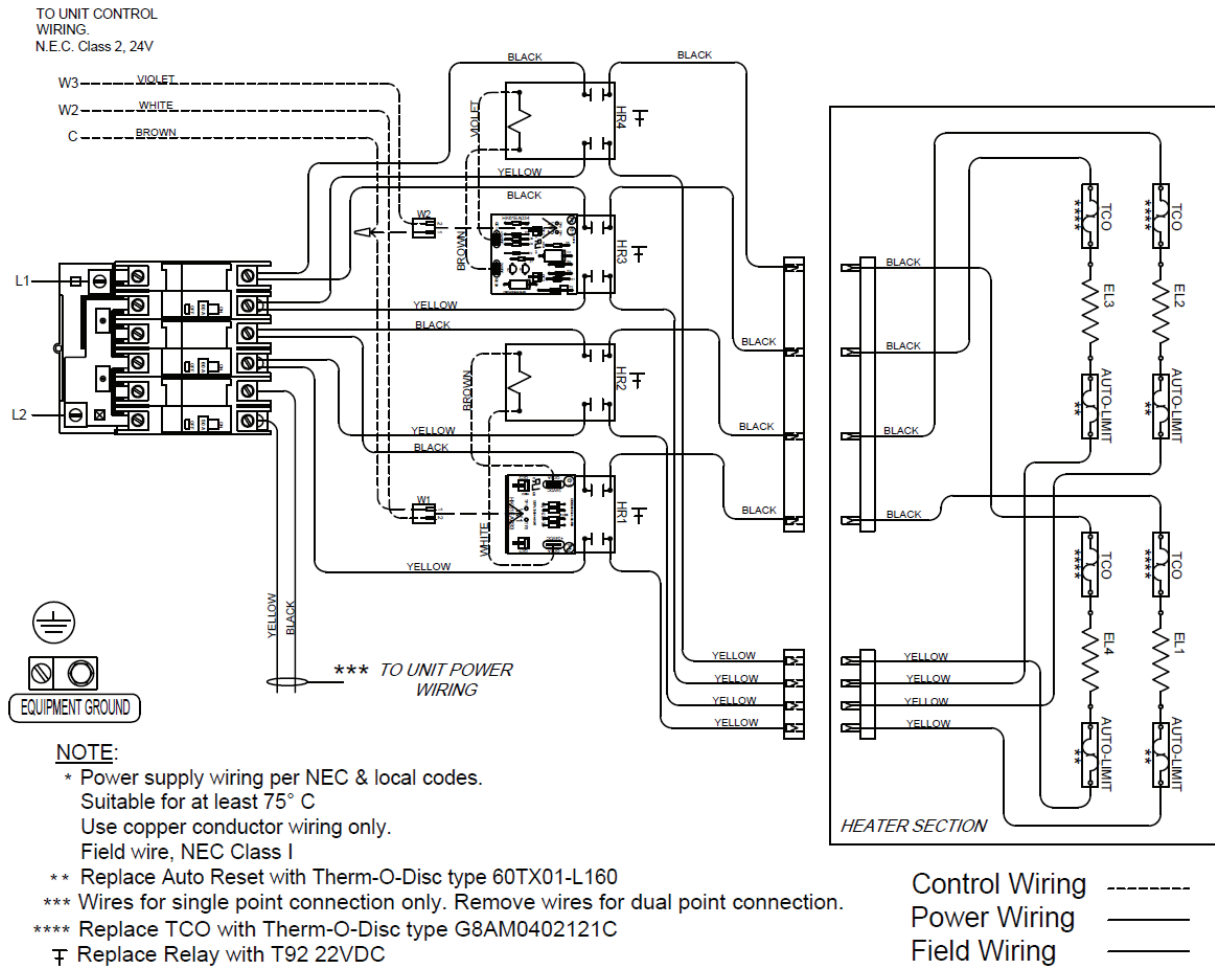 TO UNIT CONTROL
WIRING.
N.E.C. Class 2, 24V
BLACK
BLACK
W3
VIOLET
W2
WHITE
C
BROWN
VIOLET
HR4
YELLOW
BLACK
W2
BROWN
HR3
L1
YELLOW
BLACK
BROWN
HR2
L2
YELLOW
BLACK
W1
WHITE
HR1
YELLOW
YELLOW
BLACK
*** TO UNIT POWER
WIRING
EQUIPMENT GROUND
BLACK
BLACK
BLACK
YELLOW
YELLOW
YELLOW
YELLOW
BLACK
BLACK
BLACK
BLACK
YELLOW
YELLOW
YELLOW
YELLOW
TCO
****
TCO
****
EL3
EL2
AUTO-LIMIT
**
AUTO-LIMIT
**
TCO
****
TCO
****
EL4
EL1
AUTO-LIMIT
**
AUTO-LIMIT
**
HEATER SECTION
NOTE:
* Power supply wiring per NEC & local codes.
Suitable for at least 75° C
Use copper conductor wiring only.
Field wire, NEC Class I
** Replace Auto Reset with Therm-O-Disc type 60TX01-L160
*** Wires for single point connection only. Remove wires for dual point connection.
**** Replace TCO with Therm-O-Disc type G8AM0402121C
Replace Relay with T92 22VDC
Control Wiring
Power Wiring
Field Wiring